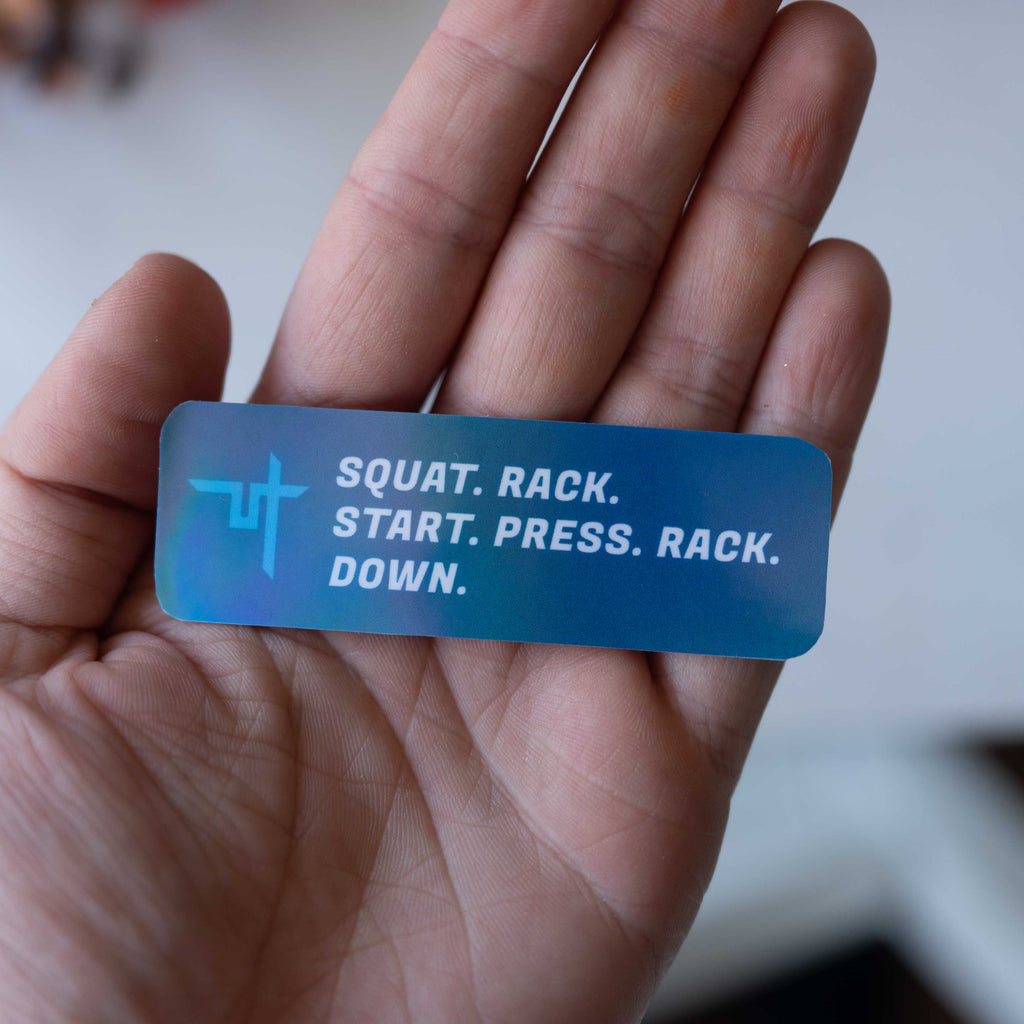 SQUAT. RACK.
START. PRESS. RACK.
DOWN.